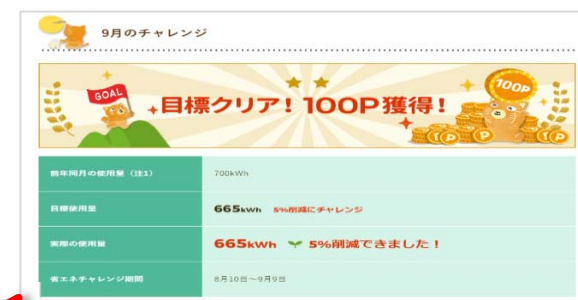 9月のチャレンジ
GOAL
目標クリア！100P獲得！
100P
P
P
P
前年同月の使用量（注1）
700kWh
目標使用量
665kWh 5%削減にチャレンジ
実際の使用量
665kWh 5%削減できました！
省エネチャレンジ期間
8月10日～9月9日